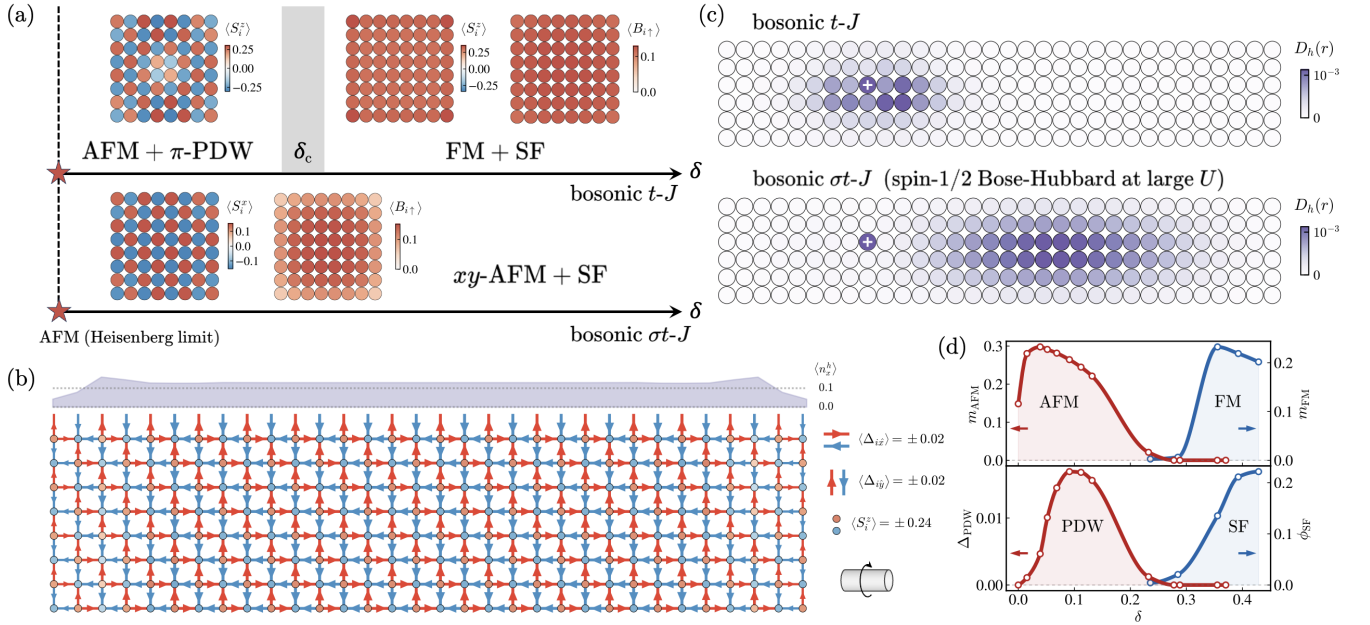 (a)
⟨S_i^z⟩
0.25
0.00
−0.25
⟨S_i^z⟩
0.25
0.00
−0.25
⟨B_{i↑}⟩
0.1
0.0
AFM + π-PDW
δ_c
FM + SF
δ
bosonic t-J
⟨S_i^x⟩
0.1
0.0
−0.1
⟨B_{i↑}⟩
0.1
0.0
xy-AFM + SF
δ
AFM (Heisenberg limit)
bosonic σt-J
(b)
⟨n_x^h⟩
0.1
0.0
⟨Δ_{ix̂}⟩ = ± 0.02
⟨Δ_{iŷ}⟩ = ± 0.02
⟨S_i^z⟩ = ± 0.24
(c)
bosonic t-J
D_h(r)
10^{−3}
0
+
bosonic σt-J (spin-1/2 Bose-Hubbard at large U)
D_h(r)
10^{−3}
0
+
(d)
0.3
0.2
0.1
0.0
m_AFM
AFM
FM
0.2
0.1
0.0
m_FM
0.01
0.00
Δ_PDW
PDW
SF
0.2
0.1
0.0
ϕ_SF
0.0 0.1 0.2 0.3 0.4
δ